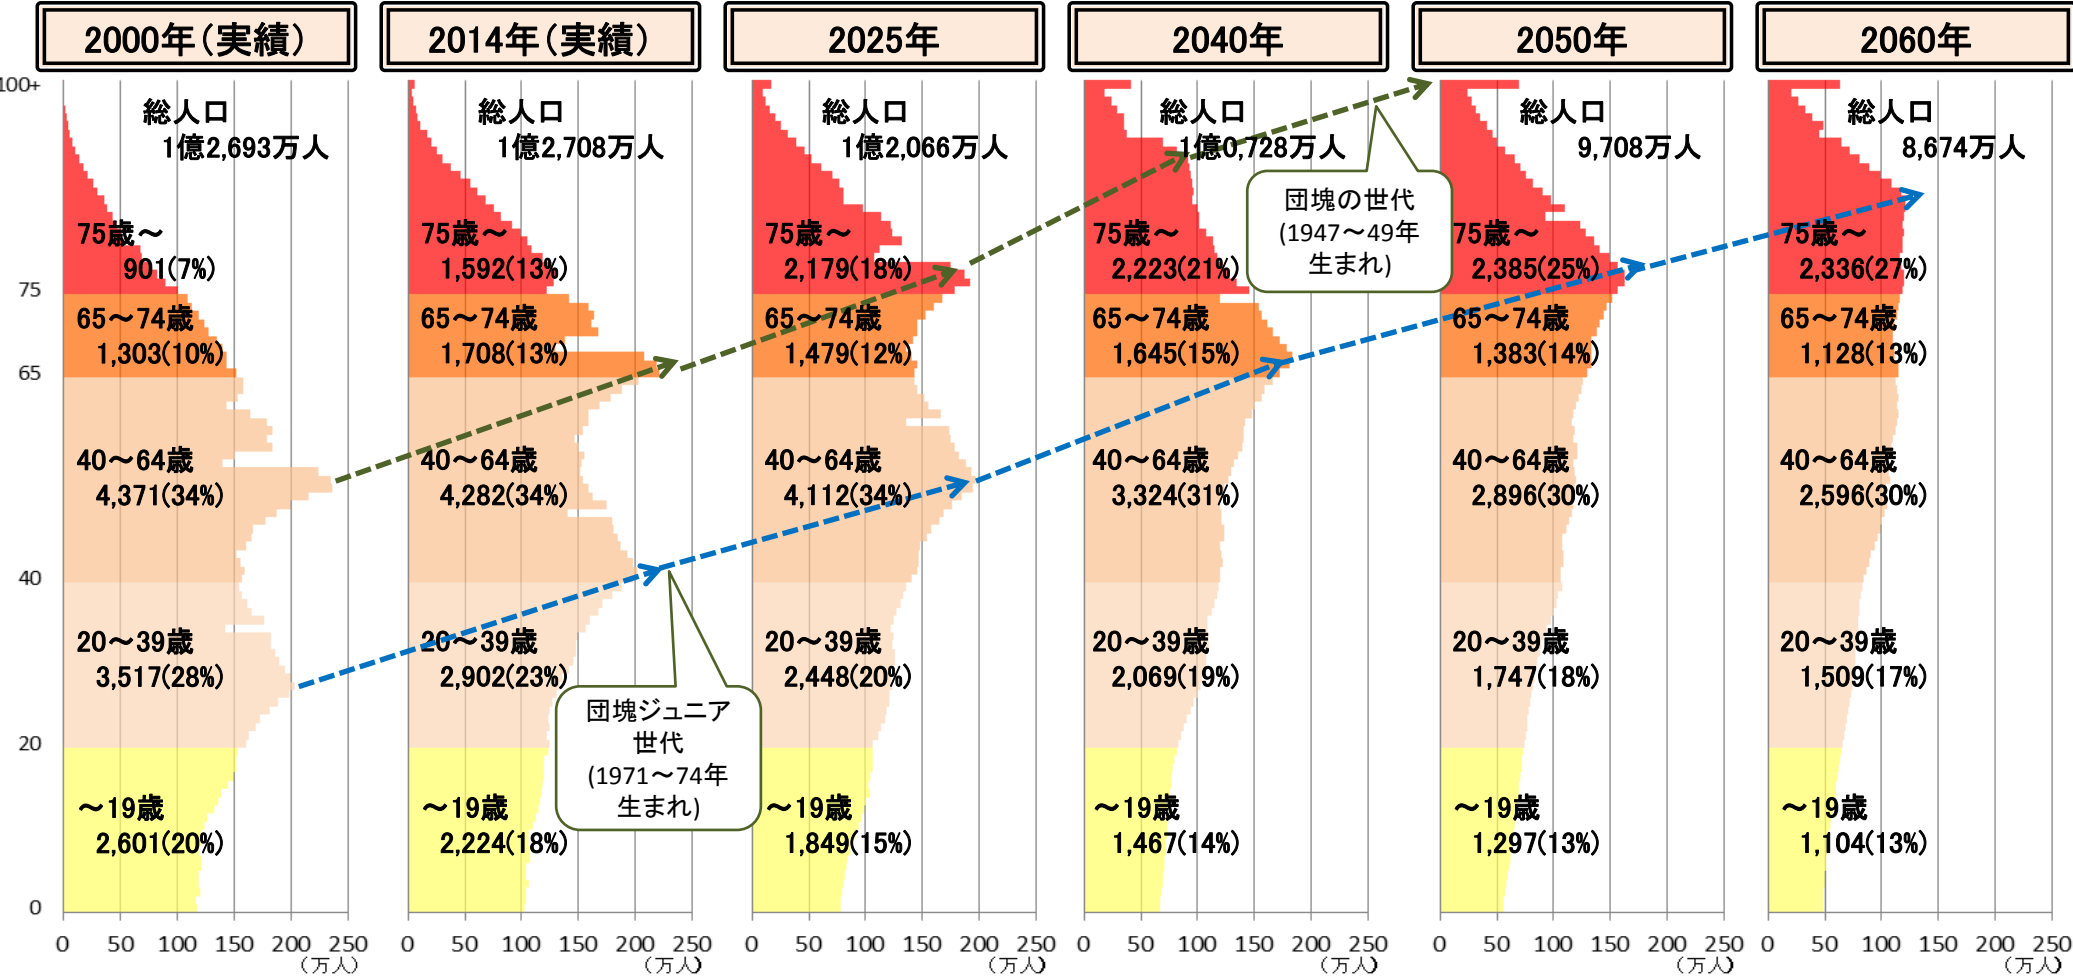 2000年(実績)
2014年(実績)
2025年
2040年
2050年
2060年
100+
75
65
40
20
0
総人口
1億2,693万人
75歳～
901(7%)
65～74歳
1,303(10%)
40～64歳
4,371(34%)
20～39歳
3,517(28%)
～19歳
2,601(20%)
0 50 100 150 200 250
(万人)
総人口
1億2,708万人
75歳～
1,592(13%)
65～74歳
1,708(13%)
40～64歳
4,282(34%)
20～39歳
2,902(23%)
～19歳
2,224(18%)
0 50 100 150 200 250
(万人)
団塊ジュニア
世代
(1971～74年
生まれ)
総人口
1億2,066万人
75歳～
2,179(18%)
65～74歳
1,479(12%)
40～64歳
4,112(34%)
20～39歳
2,448(20%)
～19歳
1,849(15%)
0 50 100 150 200 250
(万人)
総人口
1億0,728万人
75歳～
2,223(21%)
65～74歳
1,645(15%)
40～64歳
3,324(31%)
20～39歳
2,069(19%)
～19歳
1,467(14%)
0 50 100 150 200 250
(万人)
団塊の世代
(1947～49年
生まれ)
総人口
9,708万人
75歳～
2,385(25%)
65～74歳
1,383(14%)
40～64歳
2,896(30%)
20～39歳
1,747(18%)
～19歳
1,297(13%)
0 50 100 150 200 250
(万人)
総人口
8,674万人
75歳～
2,336(27%)
65～74歳
1,128(13%)
40～64歳
2,596(30%)
20～39歳
1,509(17%)
～19歳
1,104(13%)
0 50 100 150 200 250
(万人)